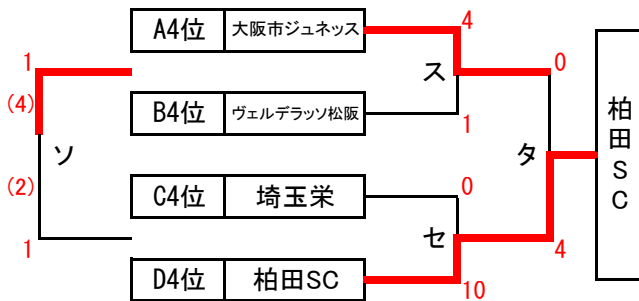 A4位 大阪市ジュネッス 4
1 ス 0
(4) B4位 ヴェルデラッソ松阪 1
ソ タ 柏田SC
(2) C4位 埼玉栄 0
セ
1 D4位 柏田SC 10 4